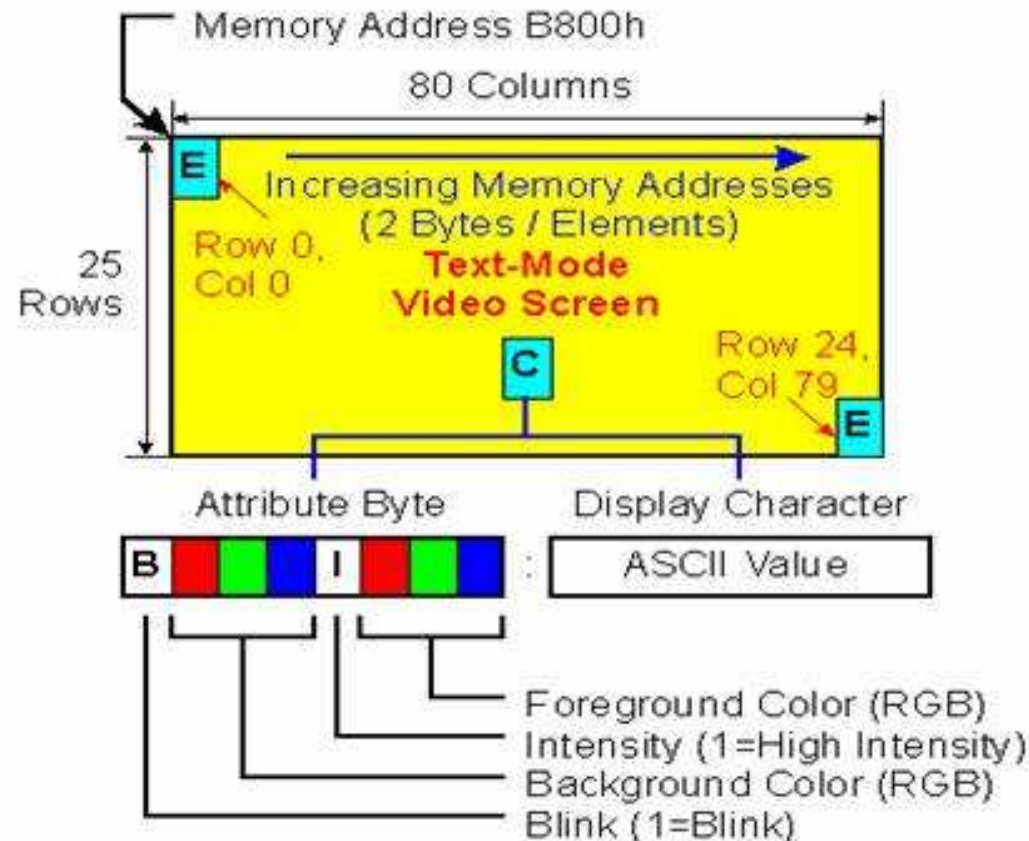 Memory Address B800h
80 Columns
E
Increasing Memory Addresses
(2 Bytes / Elements)
Row 0,
Col 0
Text-Mode
Video Screen
25
Rows
C
Row 24,
Col 79
E
Attribute Byte
Display Character
B I : ASCII Value
Foreground Color (RGB)
Intensity (1=High Intensity)
Background Color (RGB)
Blink (1=Blink)